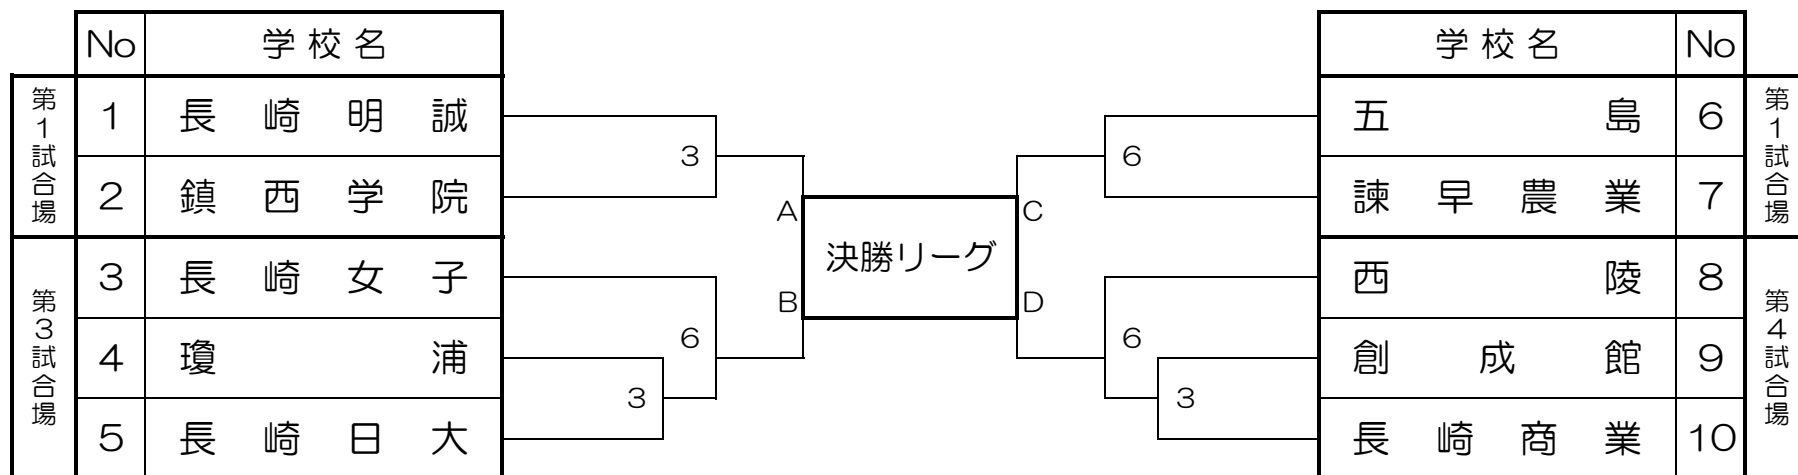 No 学校名
第1試合場
1 長崎明誠
2 鎮西学院
第3試合場
3 長崎女子
4 瓊浦
5 長崎日大
3
6
3
A
B
決勝リーグ
C
D
6
6
3
学校名 No
五島 6
諫早農業 7
第1試合場
西陵 8
創成館 9
長崎商業 10
第4試合場